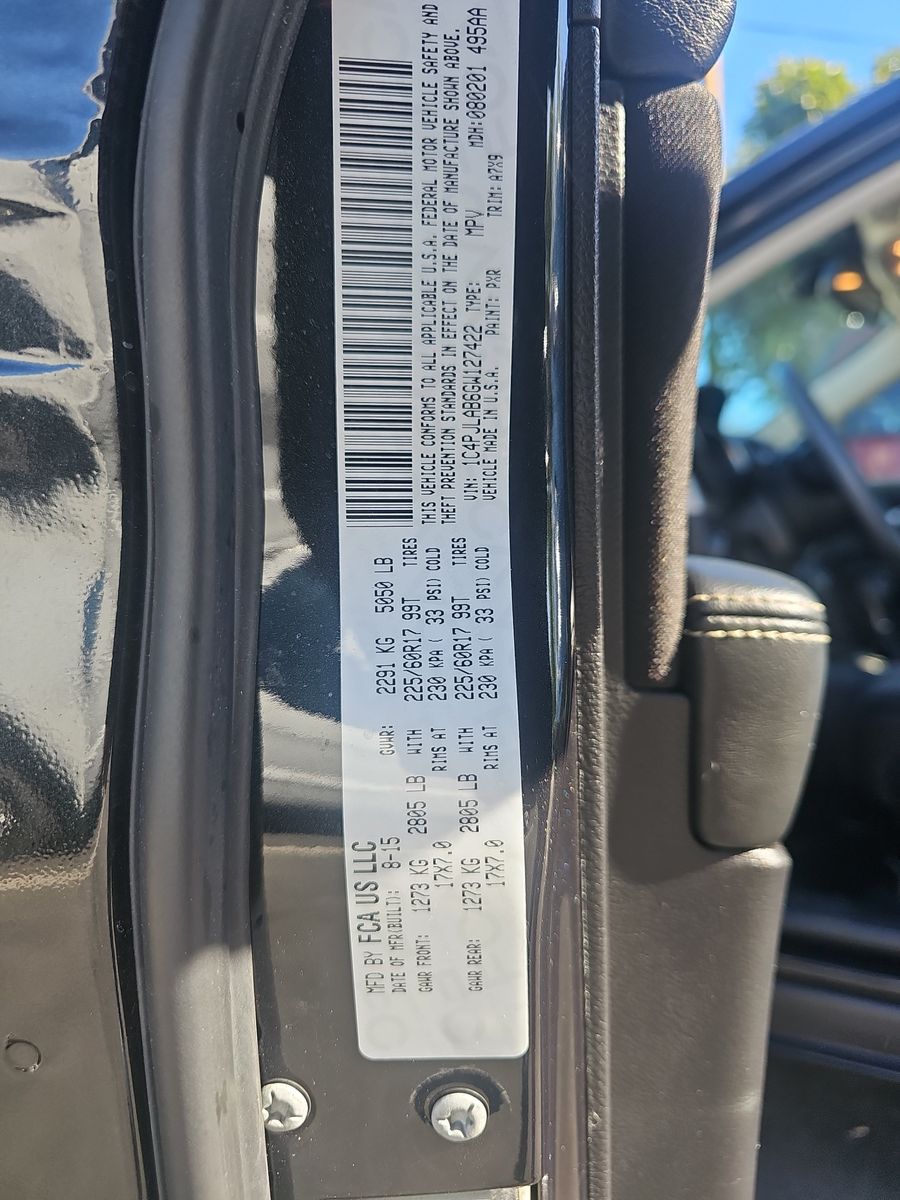 MFD BY FCA US LLC
DATE OF MFR(BUILT): 8-15 GVWR: 2291 KG 5050 LB
GAWR FRONT: 1273 KG 2805 LB WITH 225/60R17 99T TIRES
17X7.0 RIMS AT 230 KPA ( 33 PSI) COLD
GAWR REAR: 1273 KG 2805 LB WITH 225/60R17 99T TIRES
17X7.0 RIMS AT 230 KPA ( 33 PSI) COLD
THIS VEHICLE CONFORMS TO ALL APPLICABLE U.S.A. FEDERAL MOTOR VEHICLE SAFETY AND
THEFT PREVENTION STANDARDS IN EFFECT ON THE DATE OF MANUFACTURE SHOWN ABOVE.
VIN: 1C4PJLAB6GW127422 TYPE: MPV MDH:080201 495AA
VEHICLE MADE IN U.S.A. PAINT: PXR TRIM: A7X9